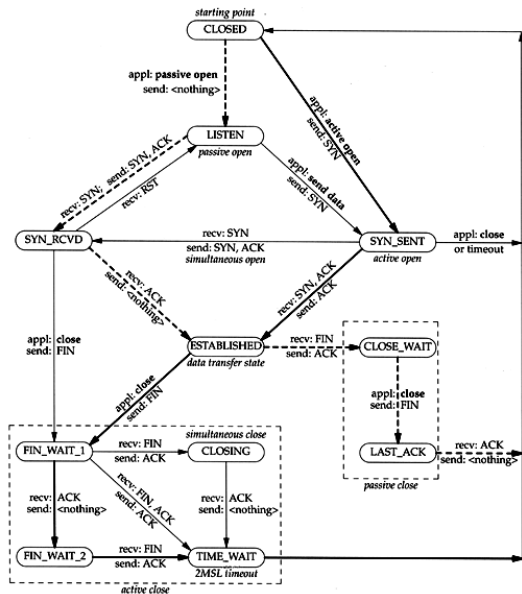 starting point
CLOSED
appl: passive open
send: <nothing>
appl: active open
send: SYN
LISTEN
passive open
recv: SYN; send: SYN, ACK
recv: RST
appl: send data
send: SYN
SYN_RCVD
recv: SYN
send: SYN, ACK
simultaneous open
SYN_SENT
active open
appl: close
or timeout
recv: ACK
send: <nothing>
recv: SYN, ACK
send: ACK
appl: close
send: FIN
ESTABLISHED
data transfer state
recv: FIN
send: ACK
CLOSE_WAIT
appl: close
send: FIN
appl: close
send: FIN
LAST_ACK
passive close
recv: ACK
send: <nothing>
FIN_WAIT_1
recv: FIN
send: ACK
simultaneous close
CLOSING
recv: ACK
send: <nothing>
recv: FIN, ACK
send: ACK
recv: ACK
send: <nothing>
FIN_WAIT_2
recv: FIN
send: ACK
TIME_WAIT
2MSL timeout
active close